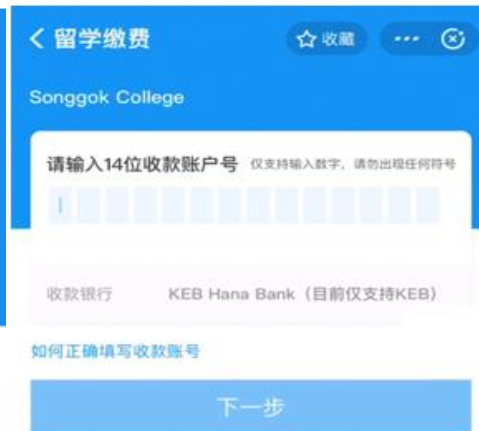 留学缴费 收藏
Songgok College
请输入14位收款账户号 仅支持输入数字，请勿出现任何符号
收款银行 KEB Hana Bank（目前仅支持KEB）
如何正确填写收款账号
下一步